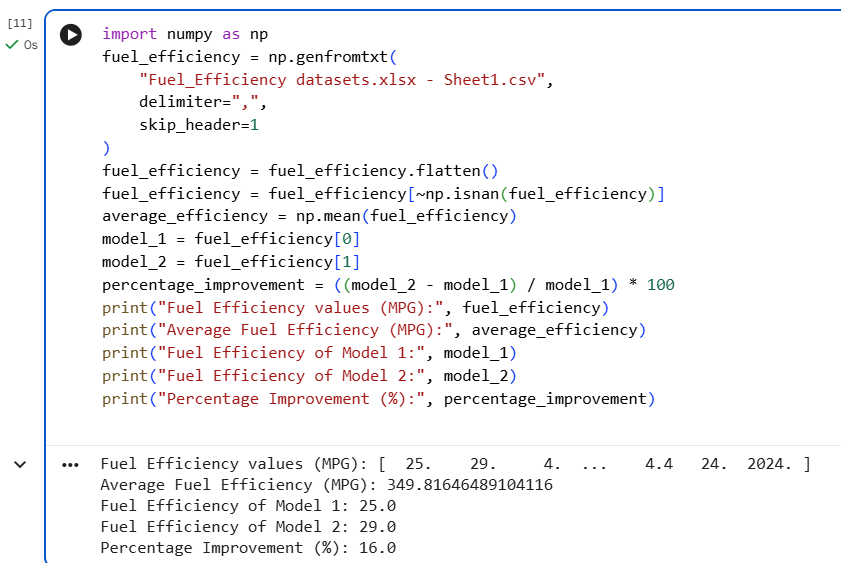 [11]
0s
import numpy as np
fuel_efficiency = np.genfromtxt(
    "Fuel_Efficiency datasets.xlsx - Sheet1.csv",
    delimiter=",",
    skip_header=1
)
fuel_efficiency = fuel_efficiency.flatten()
fuel_efficiency = fuel_efficiency[~np.isnan(fuel_efficiency)]
average_efficiency = np.mean(fuel_efficiency)
model_1 = fuel_efficiency[0]
model_2 = fuel_efficiency[1]
percentage_improvement = ((model_2 - model_1) / model_1) * 100
print("Fuel Efficiency values (MPG):", fuel_efficiency)
print("Average Fuel Efficiency (MPG):", average_efficiency)
print("Fuel Efficiency of Model 1:", model_1)
print("Fuel Efficiency of Model 2:", model_2)
print("Percentage Improvement (%):", percentage_improvement)
Fuel Efficiency values (MPG): [  25.    29.     4.  ...    4.4   24.  2024. ]
Average Fuel Efficiency (MPG): 349.81646489104116
Fuel Efficiency of Model 1: 25.0
Fuel Efficiency of Model 2: 29.0
Percentage Improvement (%): 16.0